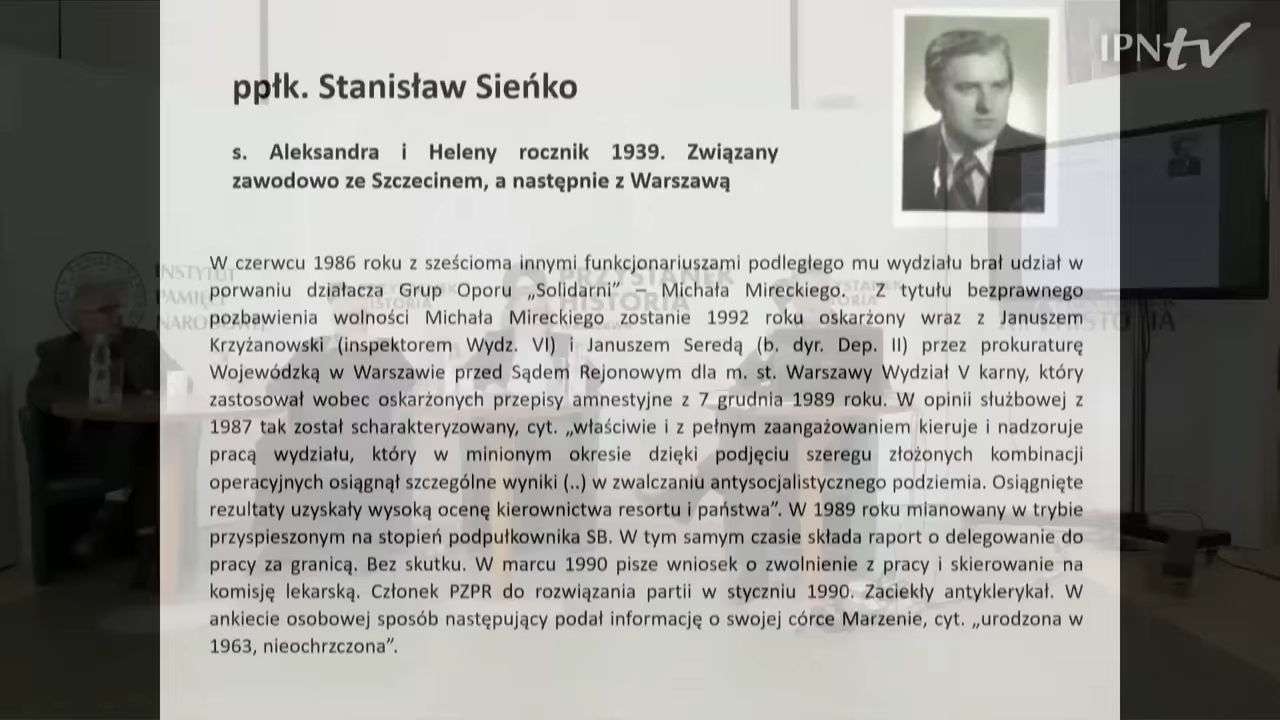 IPNtv
ppłk. Stanisław Sieńko
s. Aleksandra i Heleny rocznik 1939. Związany
zawodowo ze Szczecinem, a następnie z Warszawą
W czerwcu 1986 roku z sześcioma innymi funkcjonariuszami podległego mu wydziału brał udział w
porwaniu działacza Grup Oporu „Solidarni” – Michała Mireckiego. Z tytułu bezprawnego
pozbawienia wolności Michała Mireckiego zostanie 1992 roku oskarżony wraz z Januszem
Krzyżanowski (inspektorem Wydz. VI) i Januszem Seredą (b. dyr. Dep. II) przez prokuraturę
Wojewódzką w Warszawie przed Sądem Rejonowym dla m. st. Warszawy Wydział V karny, który
zastosował wobec oskarżonych przepisy amnestyjne z 7 grudnia 1989 roku. W opinii służbowej z
1987 tak został scharakteryzowany, cyt. „właściwie i z pełnym zaangażowaniem kieruje i nadzoruje
pracą wydziału, który w minionym okresie dzięki podjęciu szeregu złożonych kombinacji
operacyjnych osiągnął szczególne wyniki (..) w zwalczaniu antysocjalistycznego podziemia. Osiągnięte
rezultaty uzyskały wysoką ocenę kierownictwa resortu i państwa”. W 1989 roku mianowany w trybie
przyspieszonym na stopień podpułkownika SB. W tym samym czasie składa raport o delegowanie do
pracy za granicą. Bez skutku. W marcu 1990 pisze wniosek o zwolnienie z pracy i skierowanie na
komisję lekarską. Członek PZPR do rozwiązania partii w styczniu 1990. Zaciekły antyklerykał. W
ankiecie osobowej sposób następujący podał informację o swojej córce Marzenie, cyt. „urodzona w
1963, nieochrzczona”.
INSTYTUT
PAMIĘCI
NARODOWEJ
PRZYSTANEK
HISTORIA